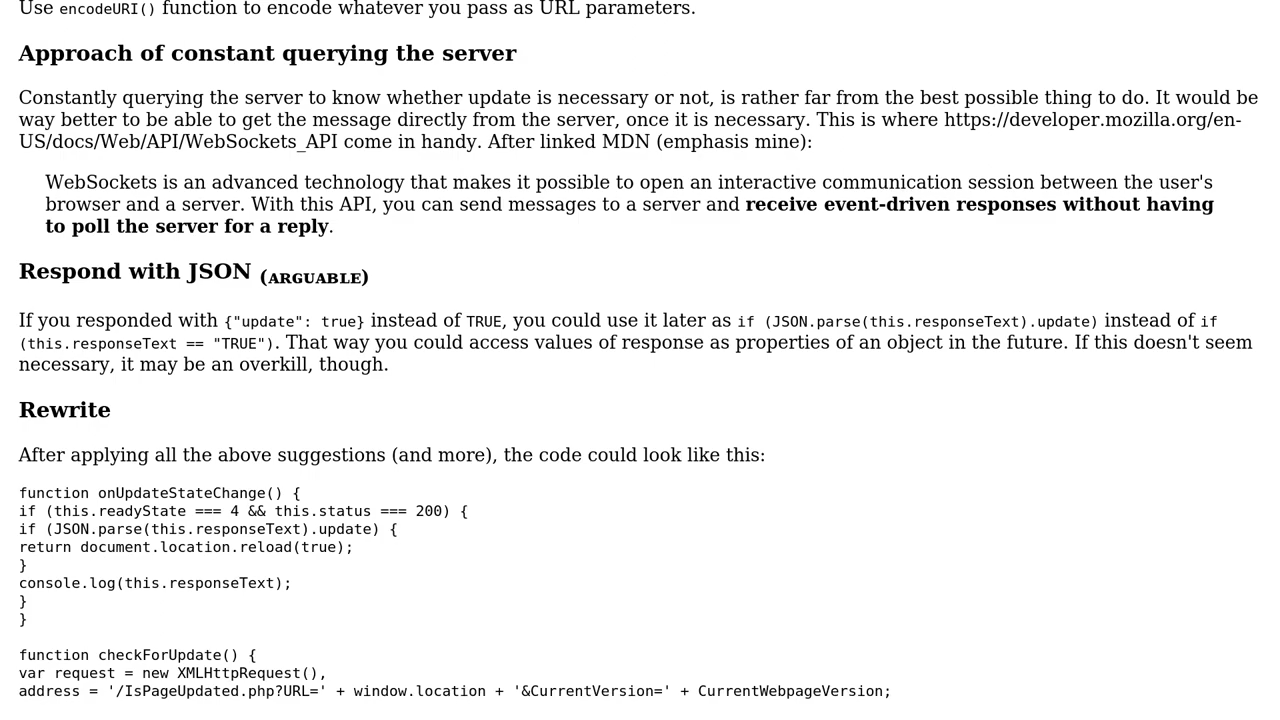 Use encodeURI() function to encode whatever you pass as URL parameters.
Approach of constant querying the server
Constantly querying the server to know whether update is necessary or not, is rather far from the best possible thing to do. It would be
way better to be able to get the message directly from the server, once it is necessary. This is where https://developer.mozilla.org/en-
US/docs/Web/API/WebSockets_API come in handy. After linked MDN (emphasis mine):
WebSockets is an advanced technology that makes it possible to open an interactive communication session between the user's
browser and a server. With this API, you can send messages to a server and receive event-driven responses without having
to poll the server for a reply.
Respond with JSON (ARGUABLE)
If you responded with {"update": true} instead of TRUE, you could use it later as if (JSON.parse(this.responseText).update) instead of if
(this.responseText == "TRUE"). That way you could access values of response as properties of an object in the future. If this doesn't seem
necessary, it may be an overkill, though.
Rewrite
After applying all the above suggestions (and more), the code could look like this:
function onUpdateStateChange() {
if (this.readyState === 4 && this.status === 200) {
if (JSON.parse(this.responseText).update) {
return document.location.reload(true);
}
console.log(this.responseText);
}
}
function checkForUpdate() {
var request = new XMLHttpRequest(),
address = '/IsPageUpdated.php?URL=' + window.location + '&CurrentVersion=' + CurrentWebpageVersion;